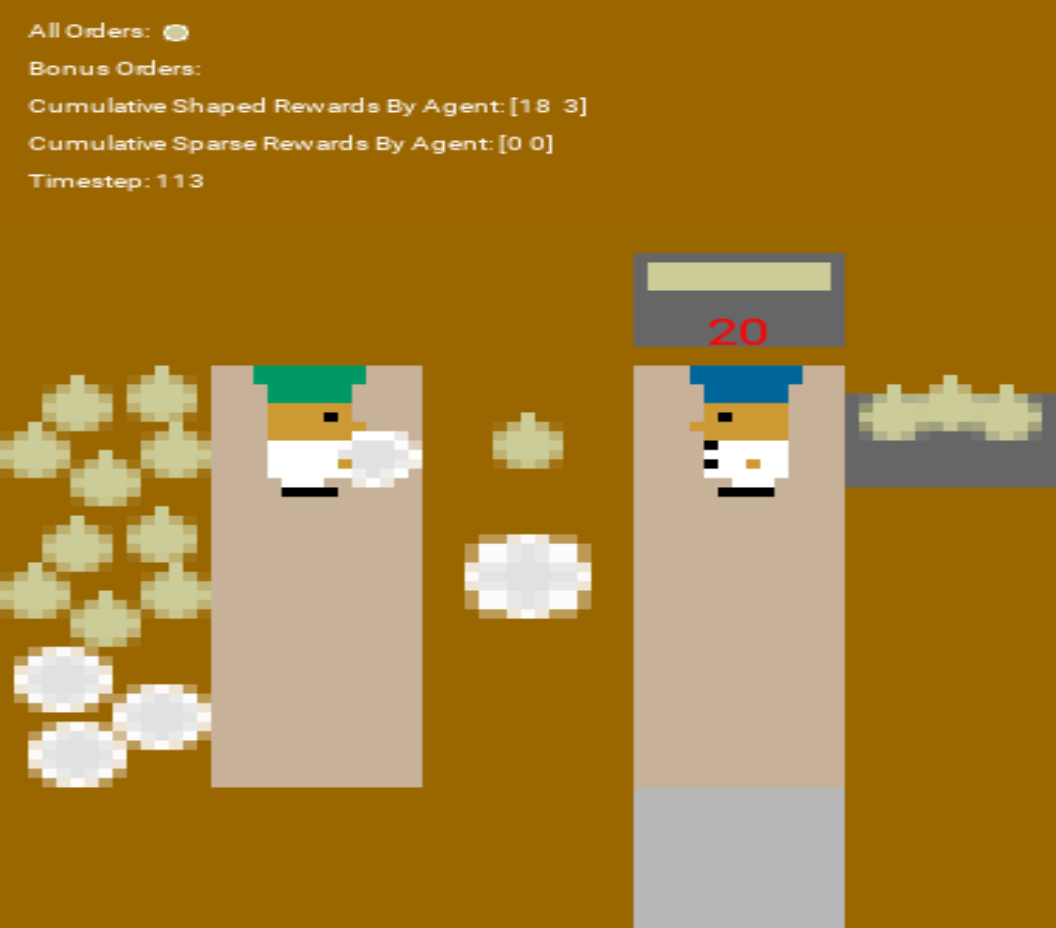 All Orders:
Bonus Orders:
Cumulative Shaped Rewards By Agent: [18 3]
Cumulative Sparse Rewards By Agent: [0 0]
Timestep: 113
20